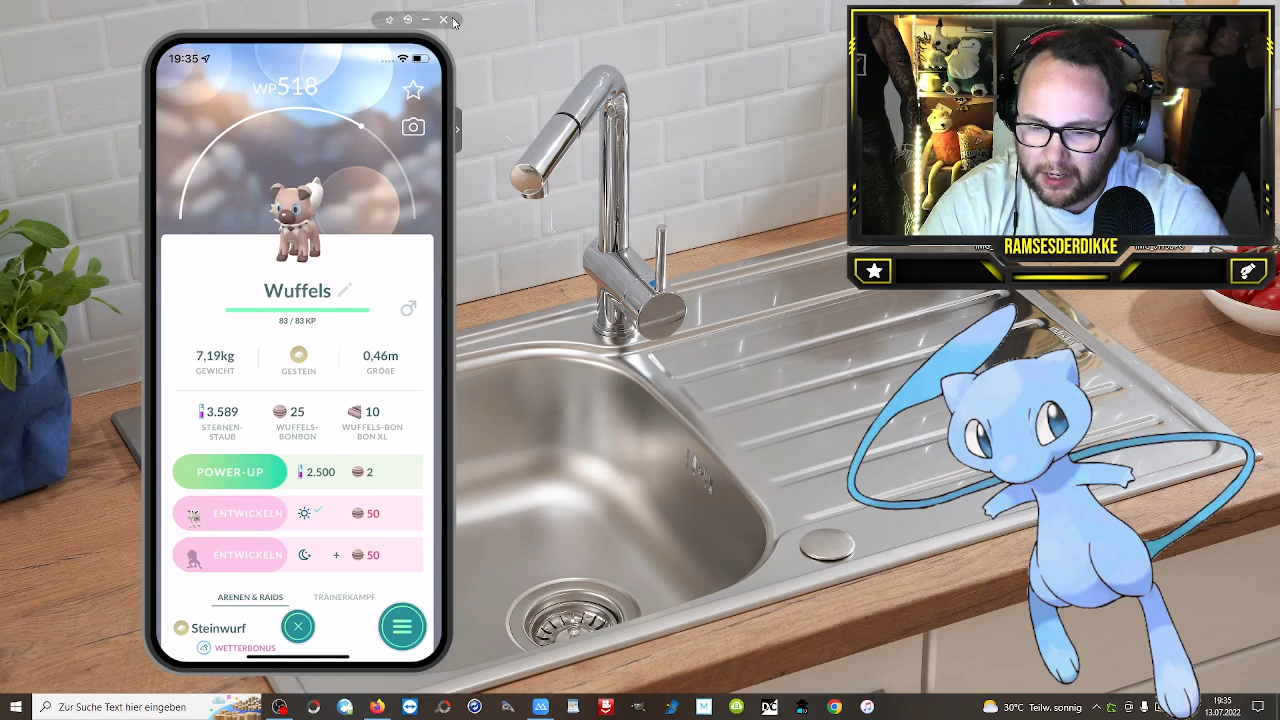 19:35
WP518
Wuffels
83 / 83 KP
7,19kg
GEWICHT
GESTEIN
0,46m
GRÖßE
3.589
STERNEN-
STAUB
25
WUFFELS-
BONBON
10
WUFFELS-BON
BON XL
POWER-UP
2.500
2
ENTWICKELN
50
ENTWICKELN
+
50
ARENEN & RAIDS
TRAINERKAMPF
Steinwurf
WETTERBONUS
RAMSESDERDIKKE
Zur Suche Text hier eingeben
DC
30°C Teilw. sonnig
19:35
13.07.2022